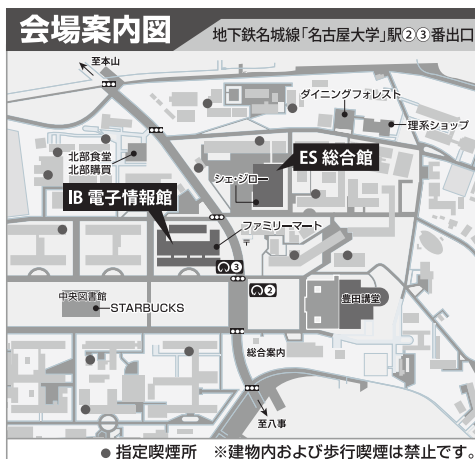 会場案内図
地下鉄名城線「名古屋大学」駅②③番出口
至本山
ダイニングフォレスト
理系ショップ
北部食堂
北部購買
ES 総合館
シェ・ジロー
IB 電子情報館
ファミリーマート
〒
③
②
中央図書館
STARBUCKS
豊田講堂
総合案内
至八事
● 指定喫煙所　※建物内および歩行喫煙は禁止です。